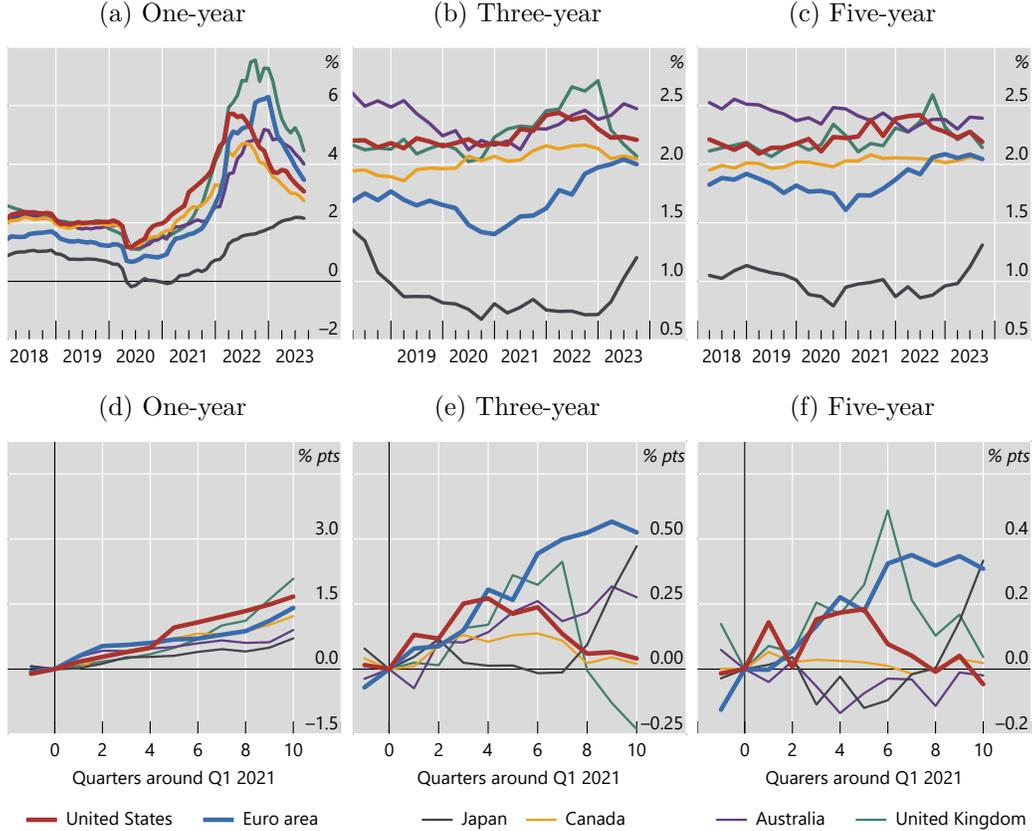 (a) One-year
(b) Three-year
(c) Five-year
%
6
4
2
0
−2
2018 2019 2020 2021 2022 2023
%
2.5
2.0
1.5
1.0
0.5
2019 2020 2021 2022 2023
%
2.5
2.0
1.5
1.0
0.5
2018 2019 2020 2021 2022 2023
(d) One-year
(e) Three-year
(f) Five-year
% pts
3.0
1.5
0.0
−1.5
0 2 4 6 8 10
Quarters around Q1 2021
% pts
0.50
0.25
0.00
−0.25
0 2 4 6 8 10
Quarters around Q1 2021
% pts
0.4
0.2
0.0
−0.2
0 2 4 6 8 10
Quarters around Q1 2021
United States Euro area Japan Canada Australia United Kingdom